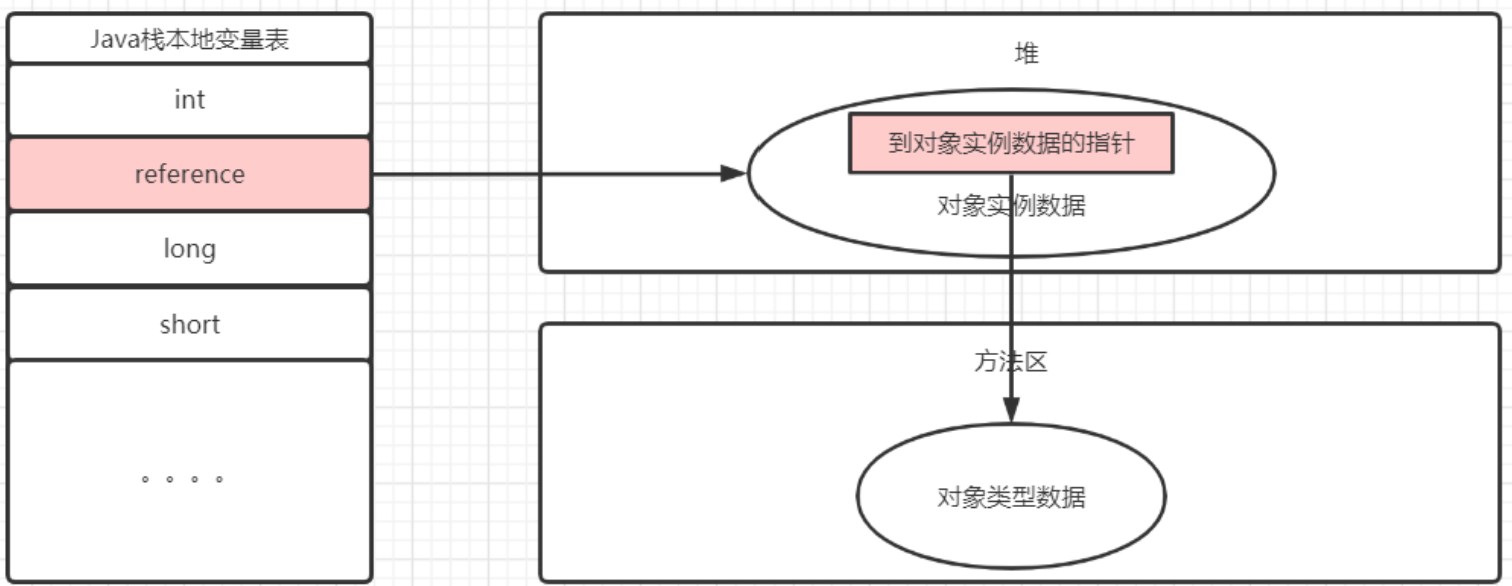 Java栈本地变量表
int
reference
long
short
。。。。
堆
到对象实例数据的指针
对象实例数据
方法区
对象类型数据